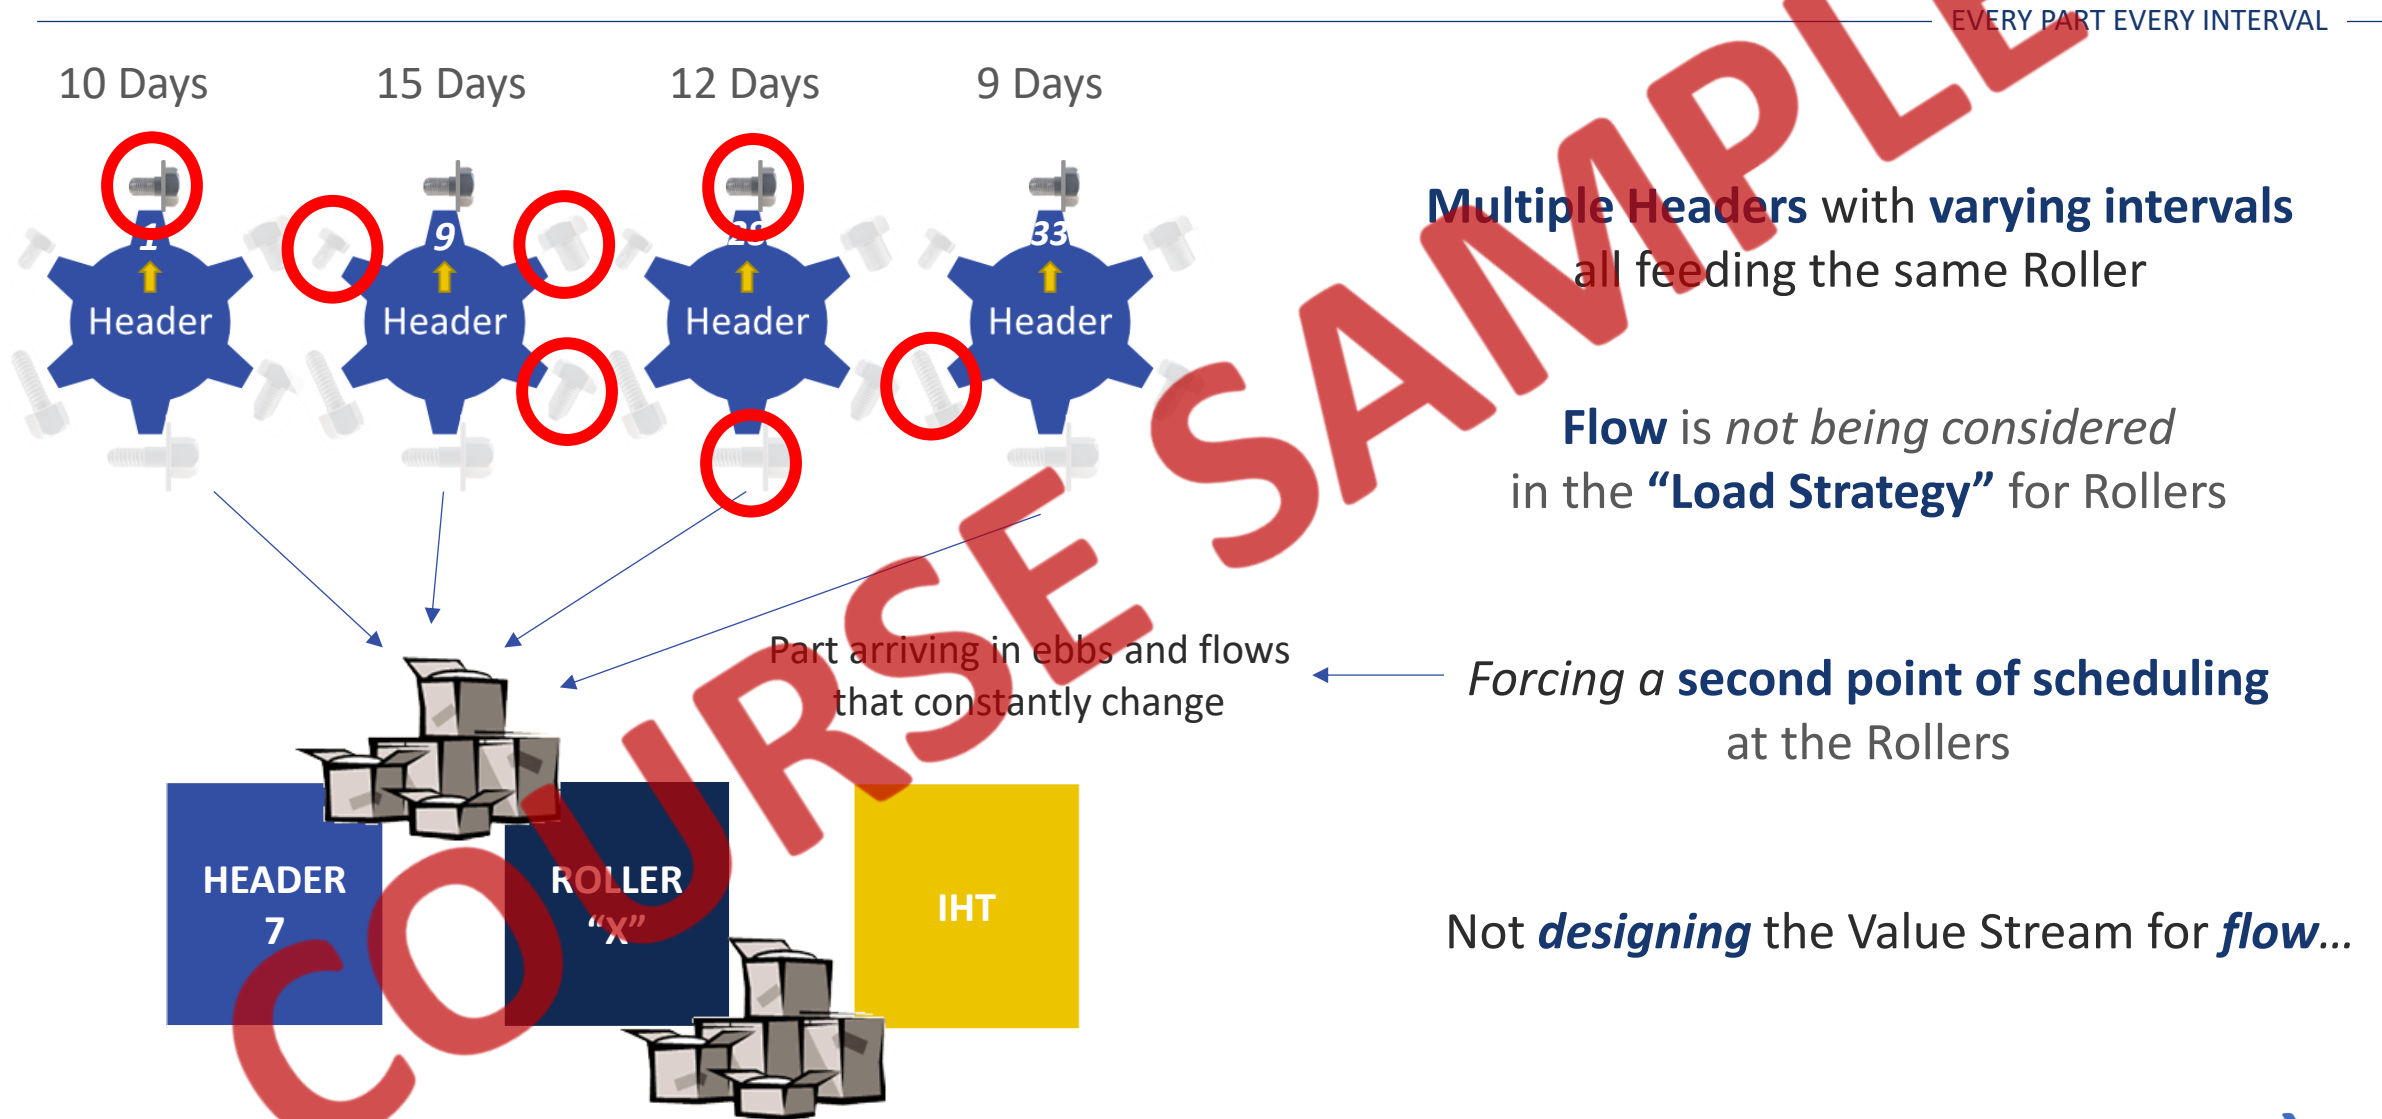 EVERY PART EVERY INTERVAL
10 Days
15 Days
12 Days
9 Days
1
9
28
33
Header
Header
Header
Header
Multiple Headers with varying intervals
all feeding the same Roller
Flow is not being considered
in the “Load Strategy” for Rollers
Part arriving in ebbs and flows
that constantly change
Forcing a second point of scheduling
at the Rollers
HEADER
7
ROLLER
“X”
IHT
Not designing the Value Stream for flow...
COURSE SAMPLE